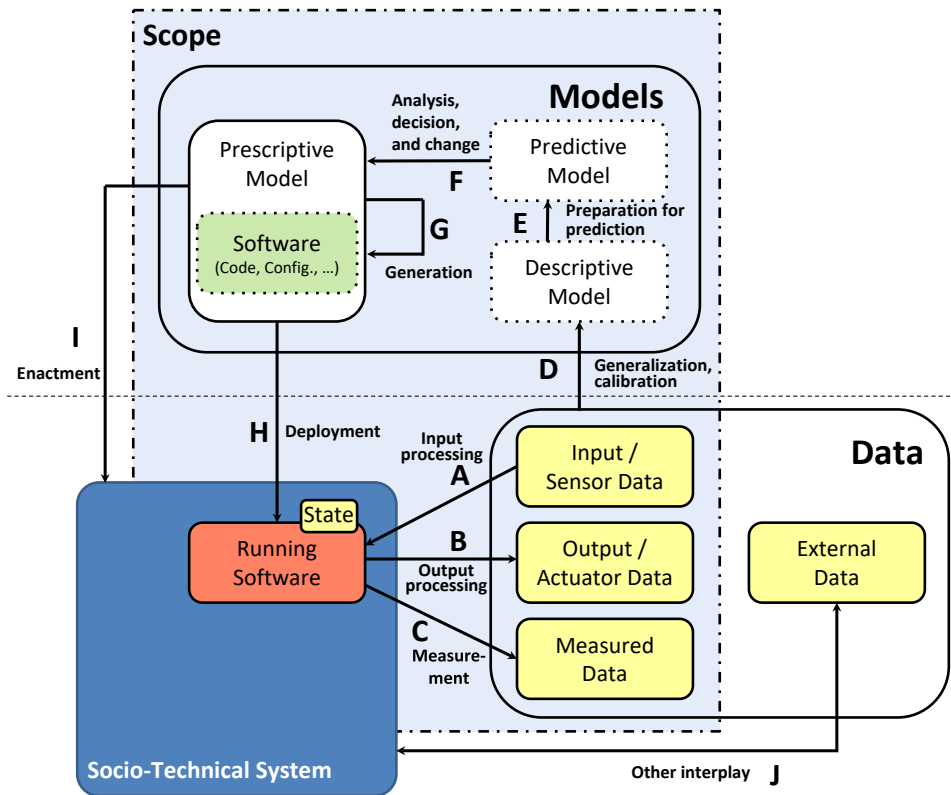 Scope
Models
Analysis,
decision,
and change
Prescriptive
Model
Predictive
Model
F
G
E
Preparation for
prediction
Software
(Code, Config., ...)
Generation
Descriptive
Model
I
Enactment
D
Generalization,
calibration
H
Deployment
Input
processing
A
Input /
Sensor Data
Data
State
Running
Software
B
Output
processing
Output /
Actuator Data
External
Data
C
Measure-
ment
Measured
Data
Socio-Technical System
Other interplay
J